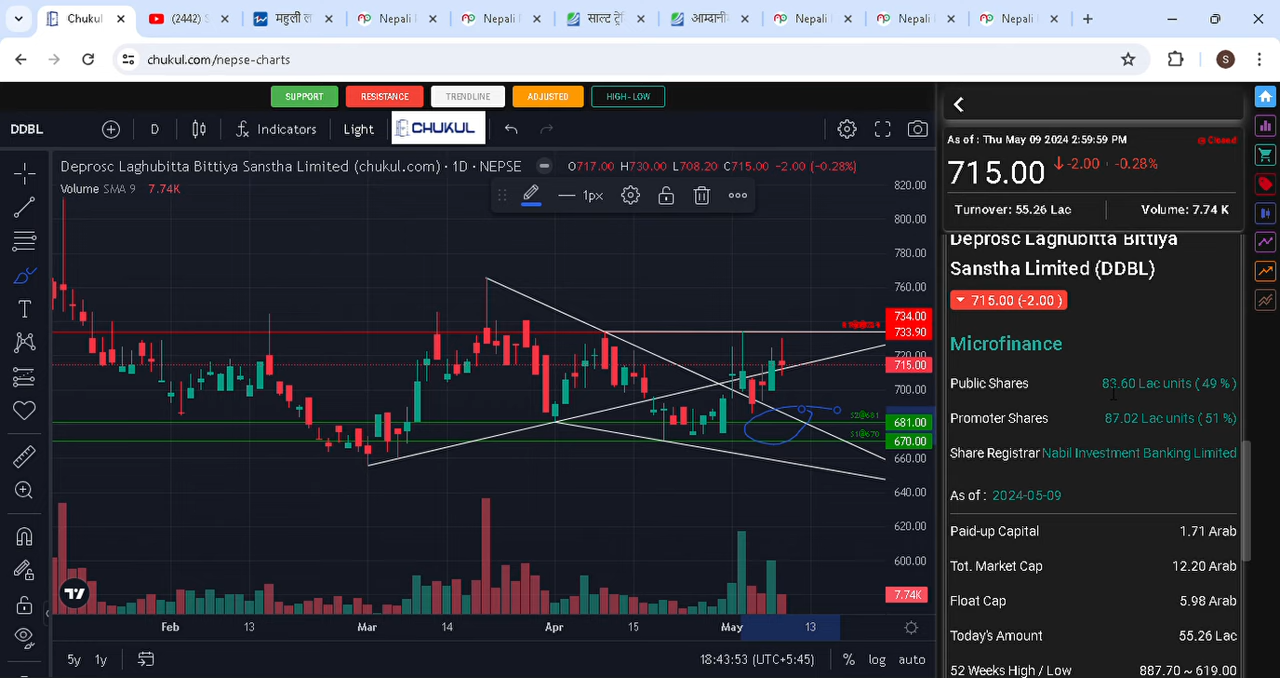 Chukul
(2442) S
महुली ल
Nepali
Nepali
साल्ट ट्रे
आम्दानीम
Nepali
Nepali
Nepali
chukul.com/nepse-charts
S
SUPPORT
RESISTANCE
TRENDLINE
ADJUSTED
HIGH-LOW
DDBL
D
Indicators
Light
CHUKUL
Deprosc Laghubitta Bittiya Sanstha Limited (chukul.com) · 1D · NEPSE
O717.00 H730.00 L708.20 C715.00 −2.00 (−0.28%)
Volume SMA 9 7.74K
1px
820.00
800.00
780.00
760.00
734.00
733.90
720.00
715.00
700.00
S2@681
681.00
S1@670
670.00
660.00
640.00
620.00
600.00
7.74K
Feb
13
Mar
14
Apr
15
May
13
5y
1y
18:43:53 (UTC+5:45)
%
log
auto
As of : Thu May 09 2024 2:59:59 PM
Closed
715.00
-2.00
-0.28%
Turnover: 55.26 Lac
Volume: 7.74 K
Deprosc Laghubitta Bittiya
Sanstha Limited (DDBL)
715.00 (-2.00 )
Microfinance
Public Shares 83.60 Lac units ( 49 % )
Promoter Shares 87.02 Lac units ( 51 % )
Share Registrar Nabil Investment Banking Limited
As of : 2024-05-09
Paid-up Capital 1.71 Arab
Tot. Market Cap 12.20 Arab
Float Cap 5.98 Arab
Today's Amount 55.26 Lac
52 Weeks High / Low 887.70 ~ 619.00